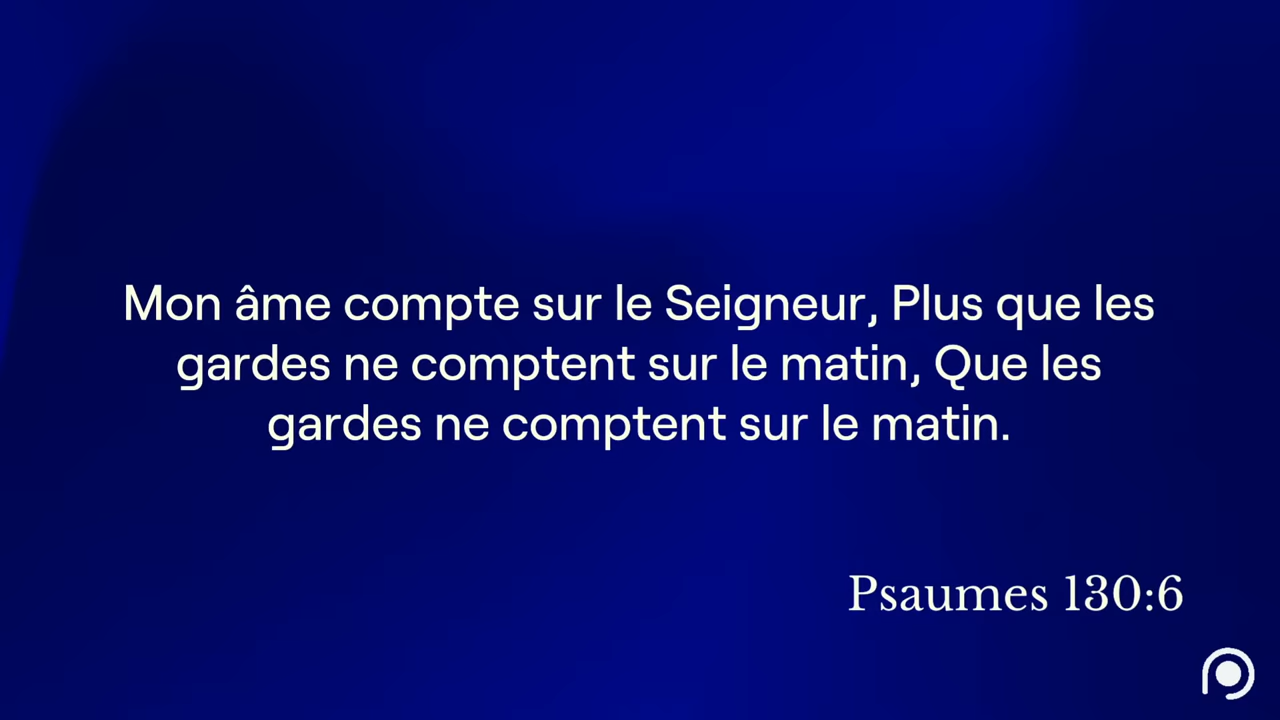 Mon âme compte sur le Seigneur, Plus que les
gardes ne comptent sur le matin, Que les
gardes ne comptent sur le matin.
Psaumes 130:6